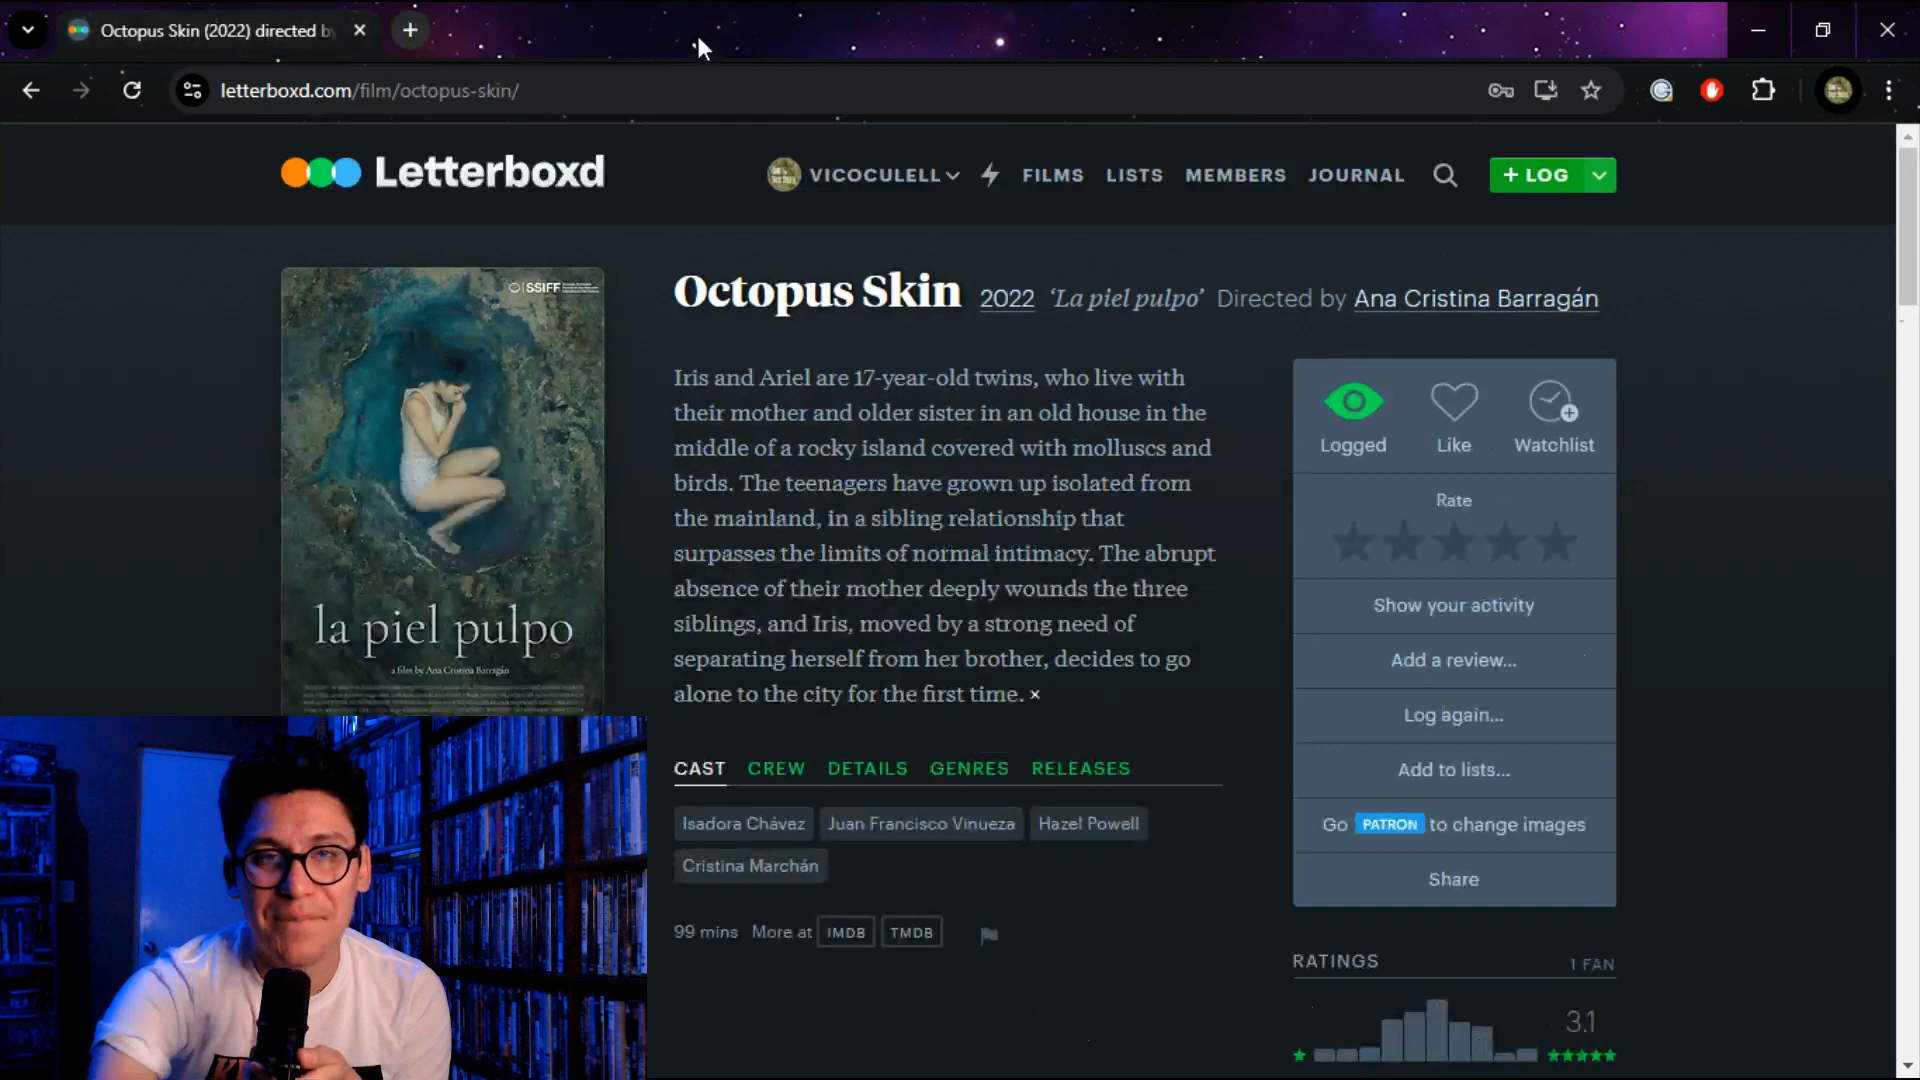 Octopus Skin (2022) directed by
letterboxd.com/film/octopus-skin/
Letterboxd
VICOCULELL
FILMS
LISTS
MEMBERS
JOURNAL
+ LOG
SSIFF
la piel pulpo
a film by Ana Cristina Barragán
Octopus Skin 2022 ‘La piel pulpo’ Directed by Ana Cristina Barragán
Iris and Ariel are 17-year-old twins, who live with
their mother and older sister in an old house in the
middle of a rocky island covered with molluscs and
birds. The teenagers have grown up isolated from
the mainland, in a sibling relationship that
surpasses the limits of normal intimacy. The abrupt
absence of their mother deeply wounds the three
siblings, and Iris, moved by a strong need of
separating herself from her brother, decides to go
alone to the city for the first time. ×
CAST CREW DETAILS GENRES RELEASES
Isadora Chávez Juan Francisco Vinueza Hazel Powell
Cristina Marchán
99 mins More at IMDB TMDB
Logged Like Watchlist
Rate
Show your activity
Add a review...
Log again...
Add to lists...
Go PATRON to change images
Share
RATINGS 1 FAN
3.1